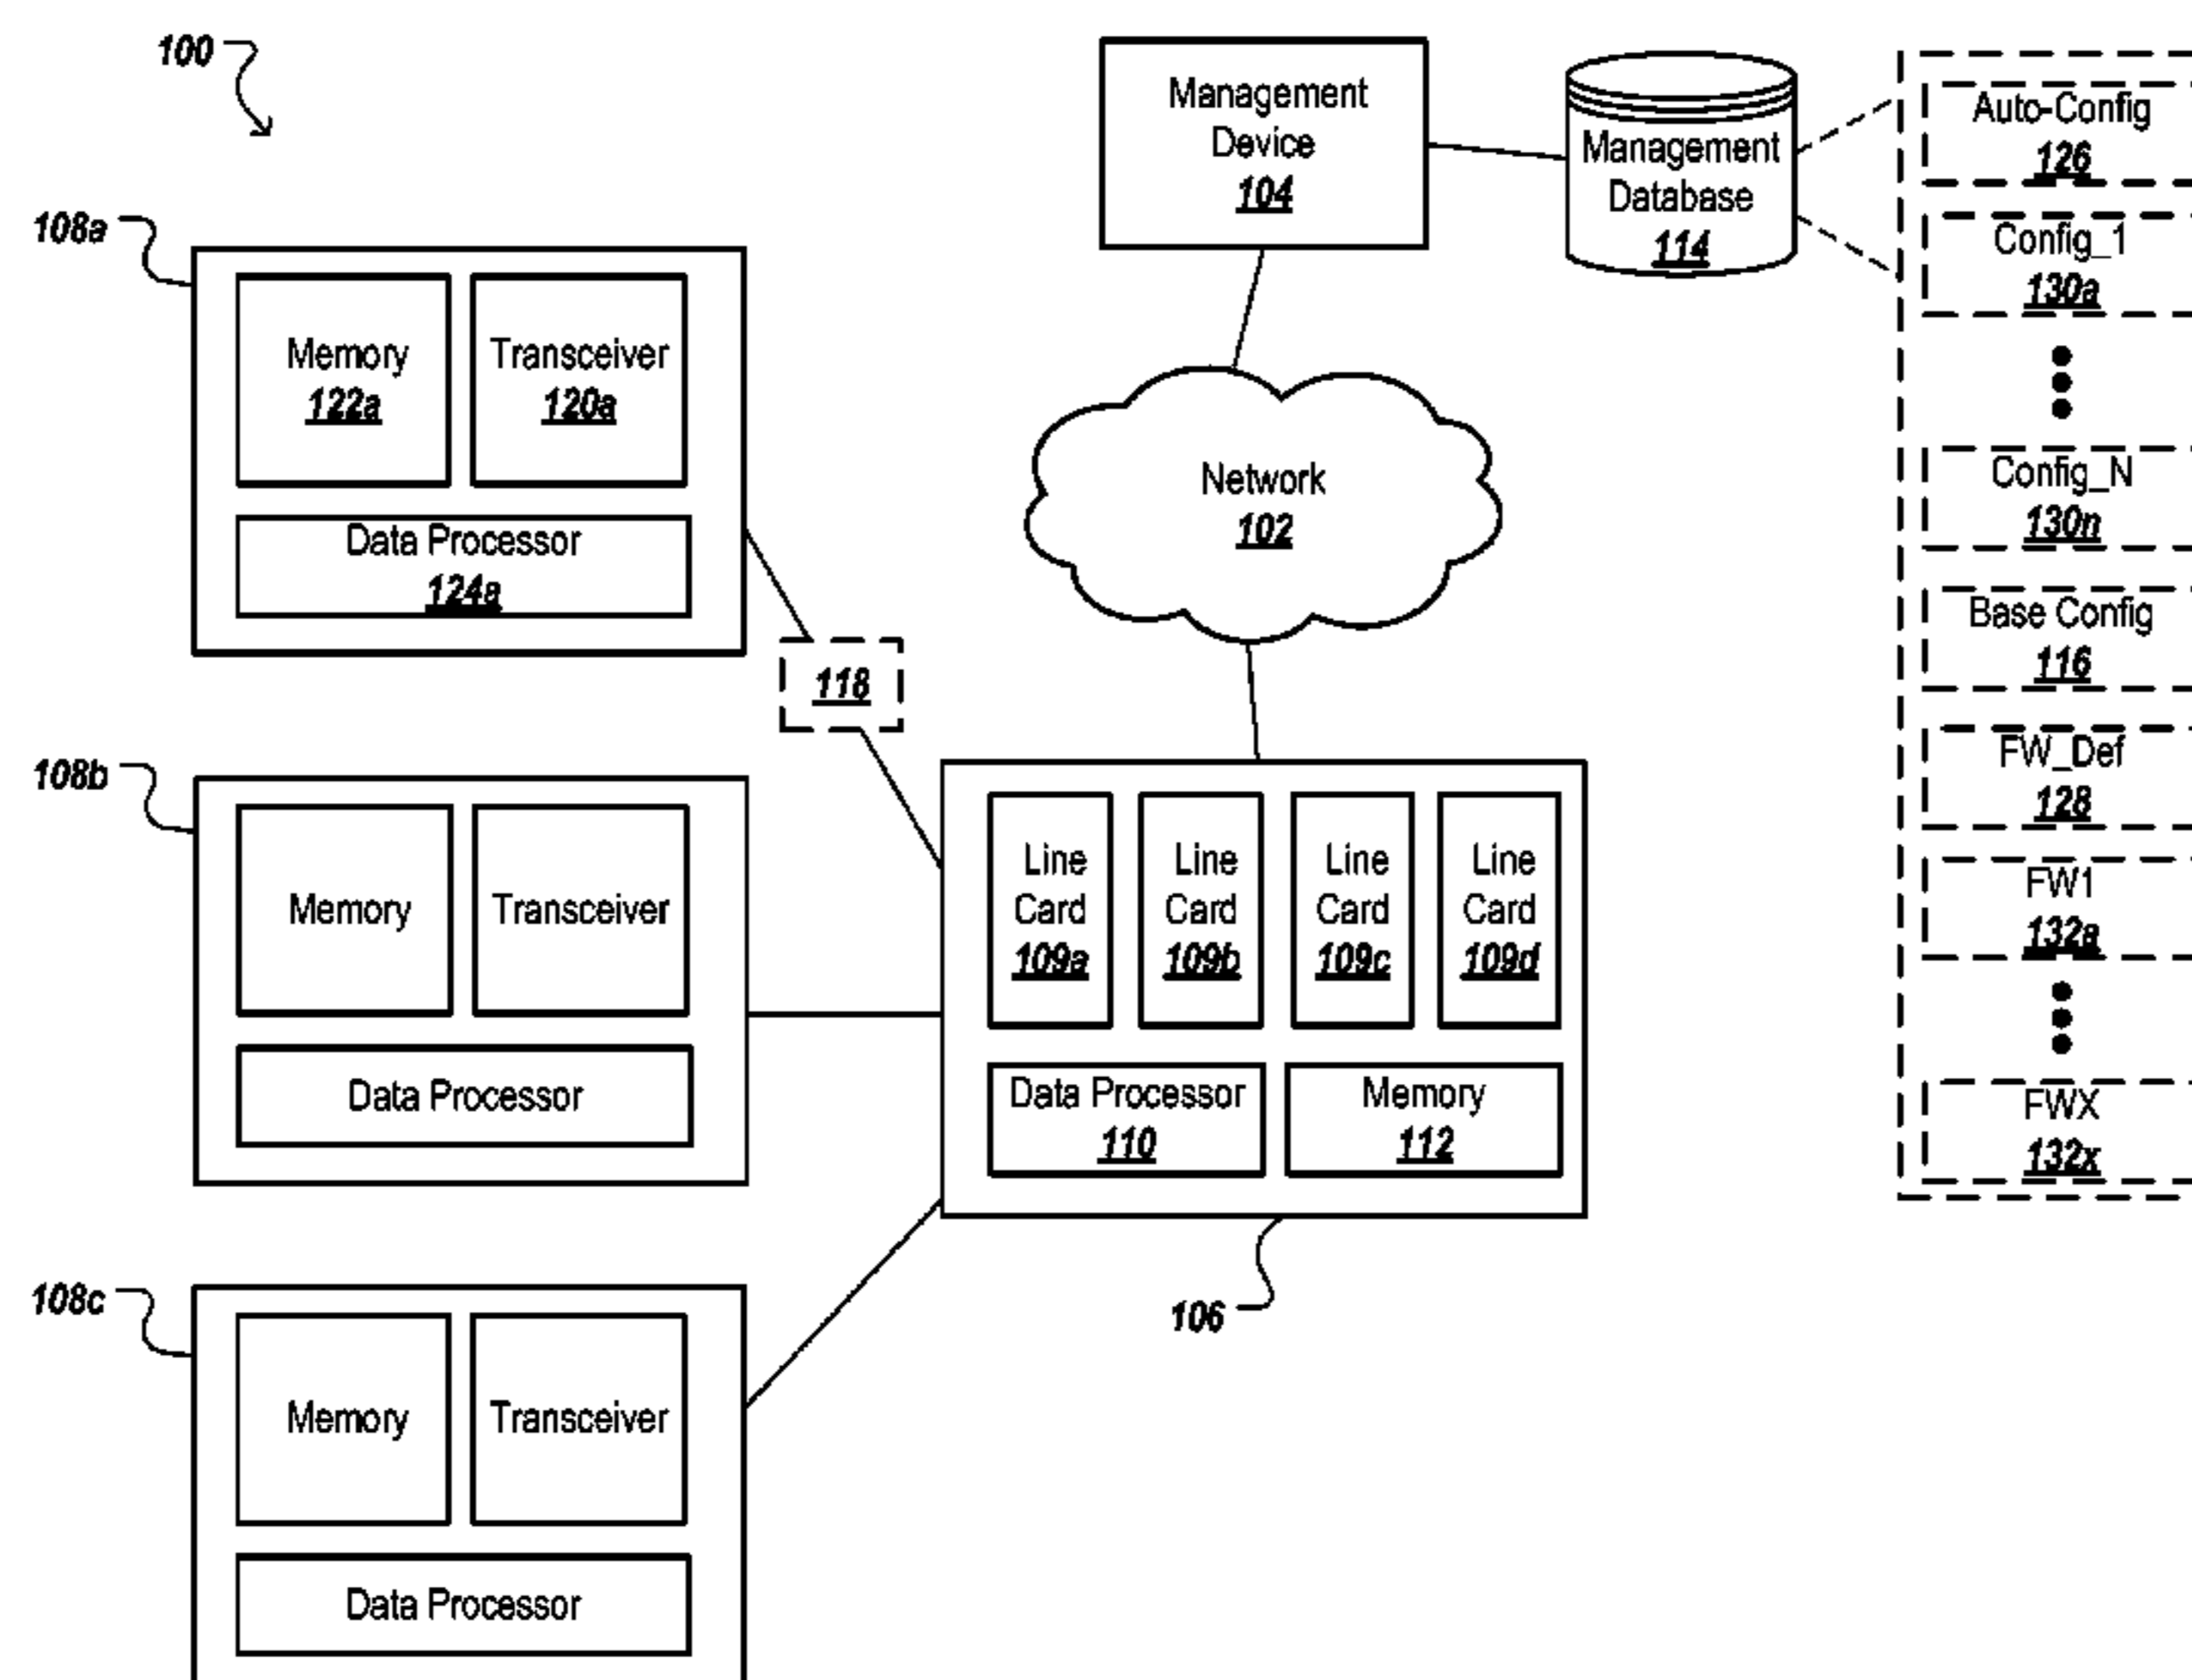 100
Management
Device
104
Management
Database
114
Auto-Config
126
Config_1
130a
Config_N
130n
Base Config
116
FW_Def
128
FW1
132a
FWX
132x
108a
Memory
122a
Transceiver
120a
Data Processor
124a
Network
102
118
108b
Memory
Transceiver
Data Processor
Line
Card
109a
Line
Card
109b
Line
Card
109c
Line
Card
109d
Data Processor
110
Memory
112
106
108c
Memory
Transceiver
Data Processor